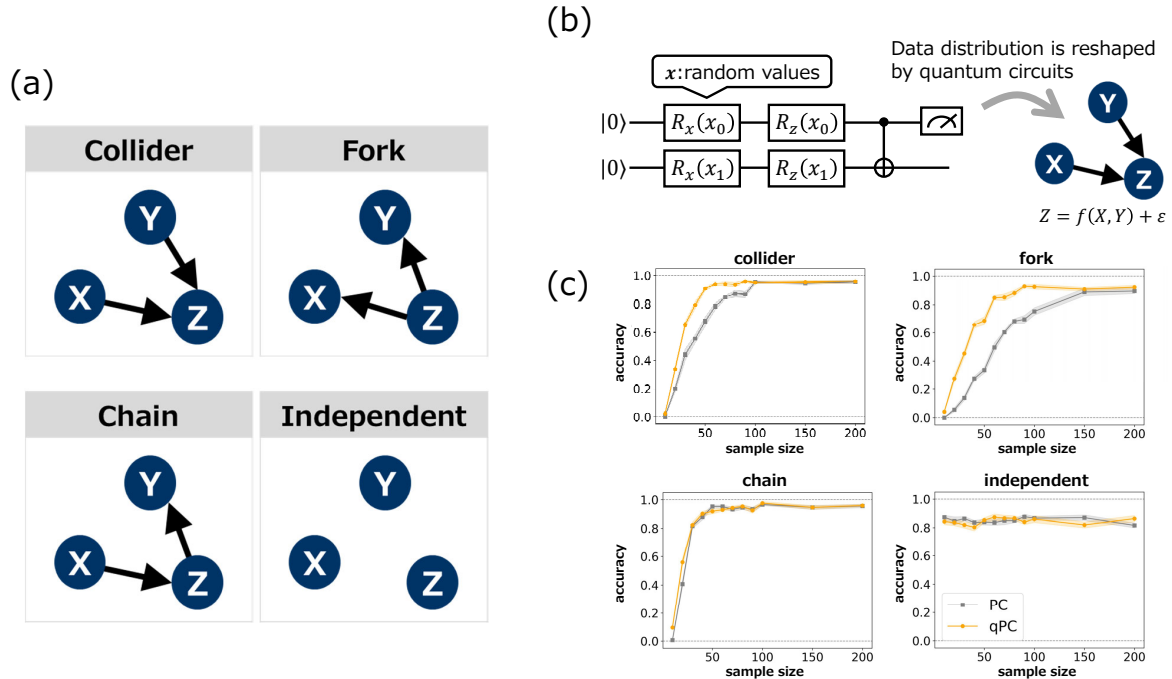 (a)
Collider
Y
X
Z
Fork
Y
X
Z
Chain
Y
X
Z
Independent
Y
X
Z
(b)
x:random values
|0⟩ Rx(x0) Rz(x0)
|0⟩ Rx(x1) Rz(x1)
Data distribution is reshaped
by quantum circuits
Y
X
Z
Z = f(X, Y) + ε
(c)
collider
accuracy
1.0
0.8
0.6
0.4
0.2
0.0
50 100 150 200
sample size
fork
accuracy
1.0
0.8
0.6
0.4
0.2
0.0
50 100 150 200
sample size
chain
accuracy
1.0
0.8
0.6
0.4
0.2
0.0
50 100 150 200
sample size
independent
accuracy
1.0
0.8
0.6
0.4
0.2
0.0
PC
qPC
50 100 150 200
sample size